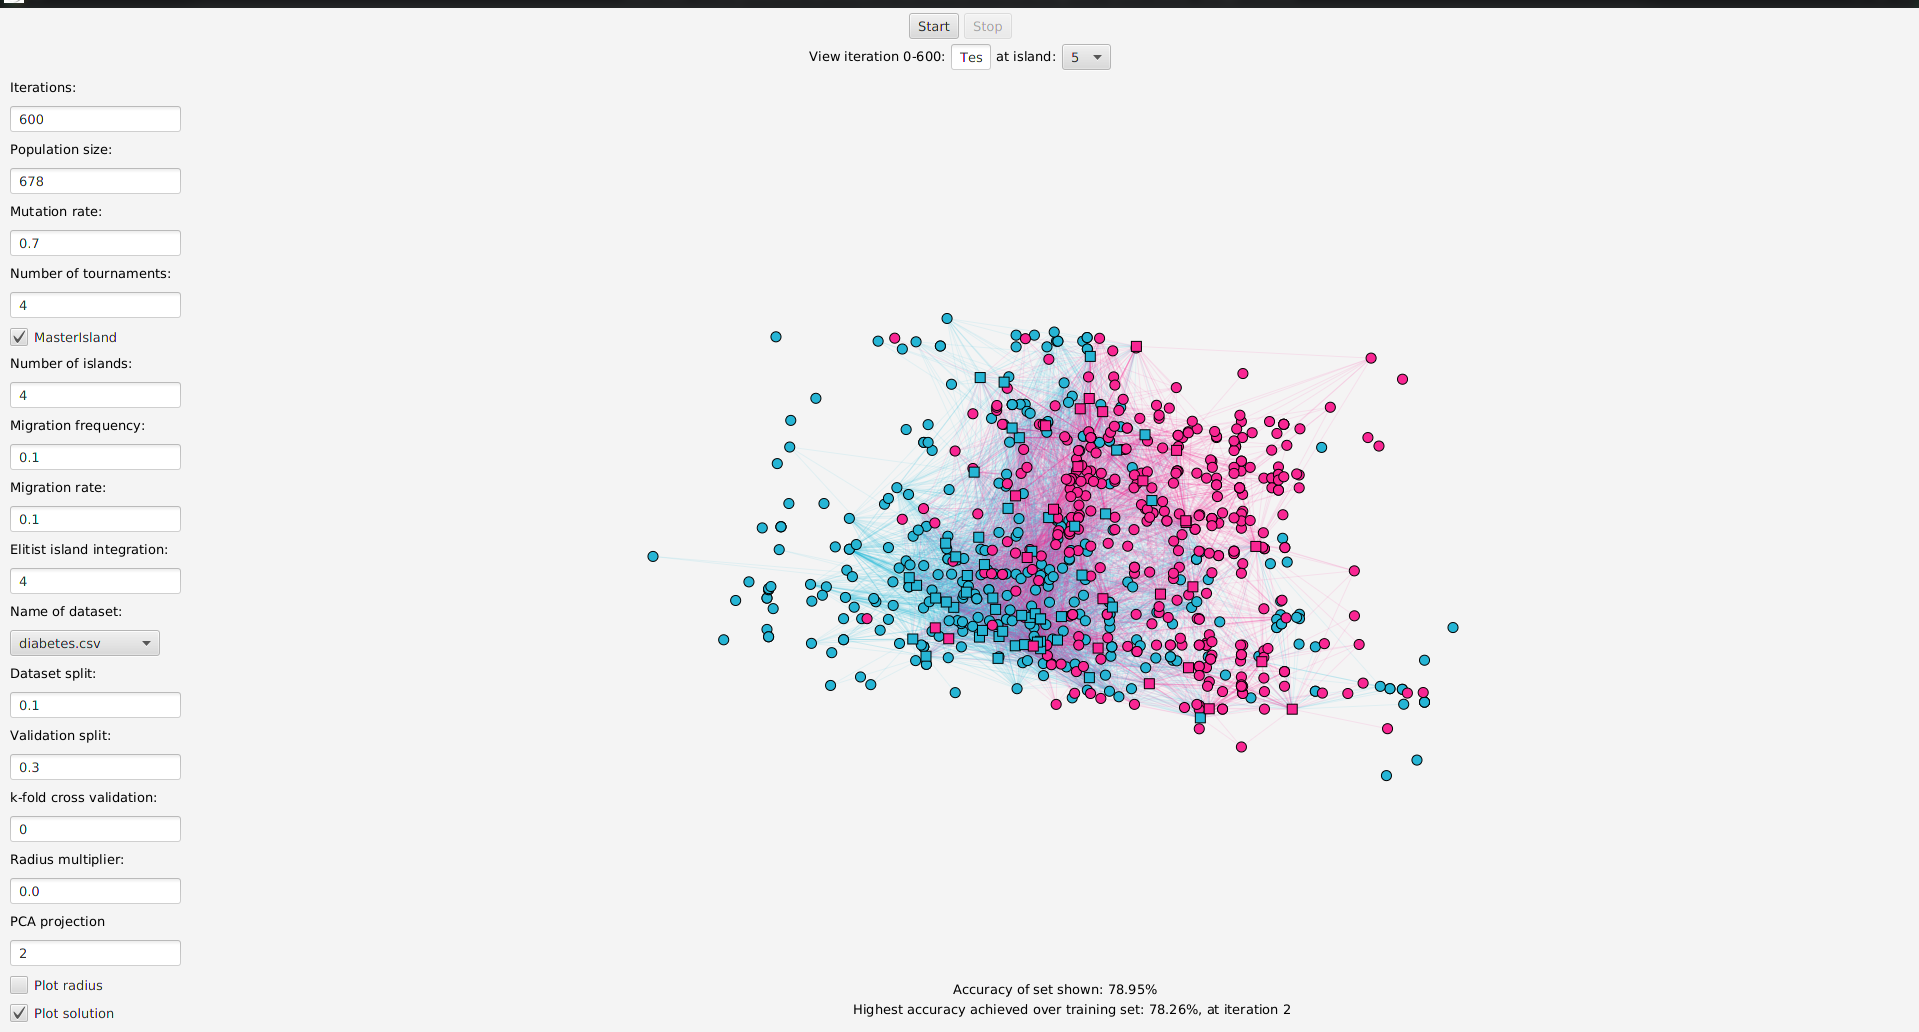 Start Stop
View iteration 0-600: Tes at island: 5
Iterations:
600
Population size:
678
Mutation rate:
0.7
Number of tournaments:
4
MasterIsland
Number of islands:
4
Migration frequency:
0.1
Migration rate:
0.1
Elitist island integration:
4
Name of dataset:
diabetes.csv
Dataset split:
0.1
Validation split:
0.3
k-fold cross validation:
0
Radius multiplier:
0.0
PCA projection
2
Plot radius
Plot solution
Accuracy of set shown: 78.95%
Highest accuracy achieved over training set: 78.26%, at iteration 2